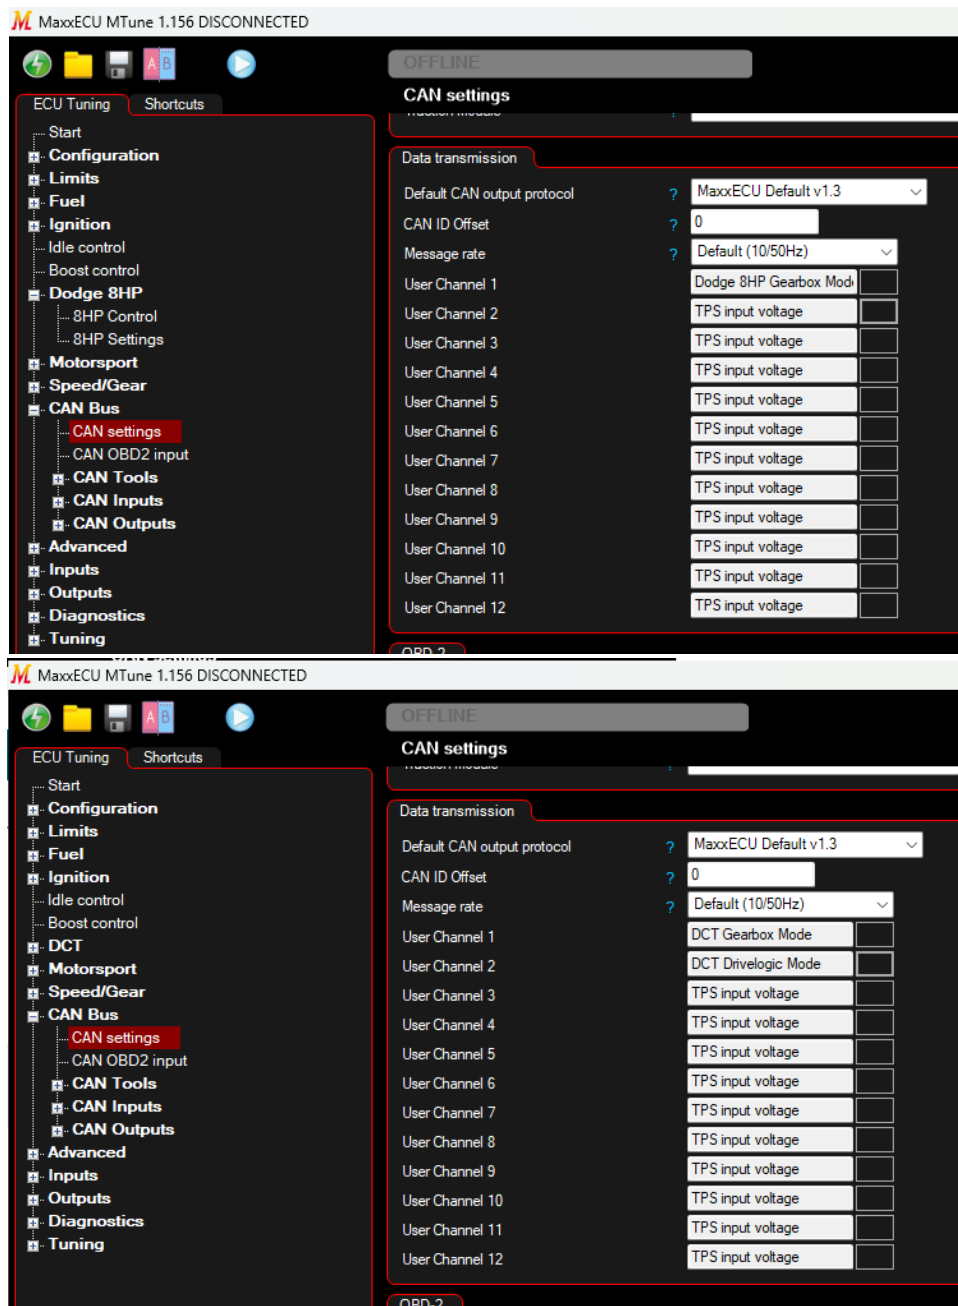 MaxxECU MTune 1.156 DISCONNECTED
A B
OFFLINE
ECU Tuning Shortcuts
CAN settings
Start
Configuration
Limits
Fuel
Ignition
Idle control
Boost control
Dodge 8HP
8HP Control
8HP Settings
Motorsport
Speed/Gear
CAN Bus
CAN settings
CAN OBD2 input
CAN Tools
CAN Inputs
CAN Outputs
Advanced
Inputs
Outputs
Diagnostics
Tuning
Traction module ?
Data transmission
Default CAN output protocol ? MaxxECU Default v1.3
CAN ID Offset ? 0
Message rate ? Default (10/50Hz)
User Channel 1 Dodge 8HP Gearbox Mod
User Channel 2 TPS input voltage
User Channel 3 TPS input voltage
User Channel 4 TPS input voltage
User Channel 5 TPS input voltage
User Channel 6 TPS input voltage
User Channel 7 TPS input voltage
User Channel 8 TPS input voltage
User Channel 9 TPS input voltage
User Channel 10 TPS input voltage
User Channel 11 TPS input voltage
User Channel 12 TPS input voltage
OBD-2
CAN settings
MaxxECU MTune 1.156 DISCONNECTED
A B
OFFLINE
ECU Tuning Shortcuts
CAN settings
Start
Configuration
Limits
Fuel
Ignition
Idle control
Boost control
DCT
Motorsport
Speed/Gear
CAN Bus
CAN settings
CAN OBD2 input
CAN Tools
CAN Inputs
CAN Outputs
Advanced
Inputs
Outputs
Diagnostics
Tuning
Traction module ?
Data transmission
Default CAN output protocol ? MaxxECU Default v1.3
CAN ID Offset ? 0
Message rate ? Default (10/50Hz)
User Channel 1 DCT Gearbox Mode
User Channel 2 DCT Drivelogic Mode
User Channel 3 TPS input voltage
User Channel 4 TPS input voltage
User Channel 5 TPS input voltage
User Channel 6 TPS input voltage
User Channel 7 TPS input voltage
User Channel 8 TPS input voltage
User Channel 9 TPS input voltage
User Channel 10 TPS input voltage
User Channel 11 TPS input voltage
User Channel 12 TPS input voltage
OBD-2